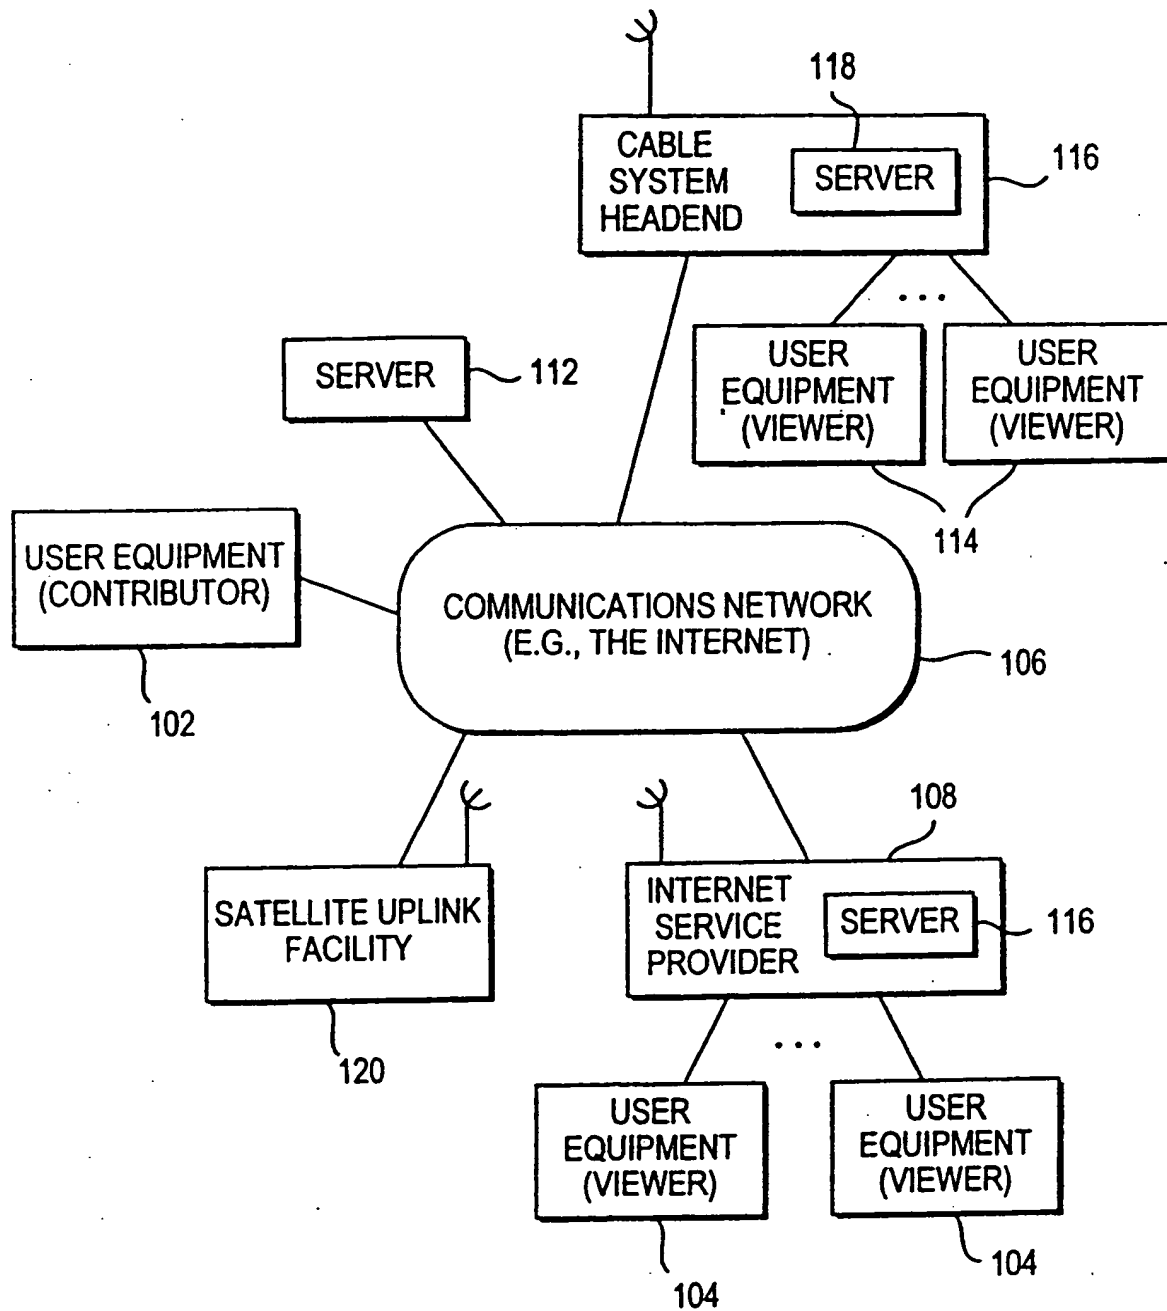 118
CABLE
SYSTEM
HEADEND
SERVER
116
USER
EQUIPMENT
(VIEWER)
USER
EQUIPMENT
(VIEWER)
114
SERVER
112
USER EQUIPMENT
(CONTRIBUTOR)
102
COMMUNICATIONS NETWORK
(E.G., THE INTERNET)
106
SATELLITE UPLINK
FACILITY
120
108
INTERNET
SERVICE
PROVIDER
SERVER
116
...
...
USER
EQUIPMENT
(VIEWER)
104
USER
EQUIPMENT
(VIEWER)
104